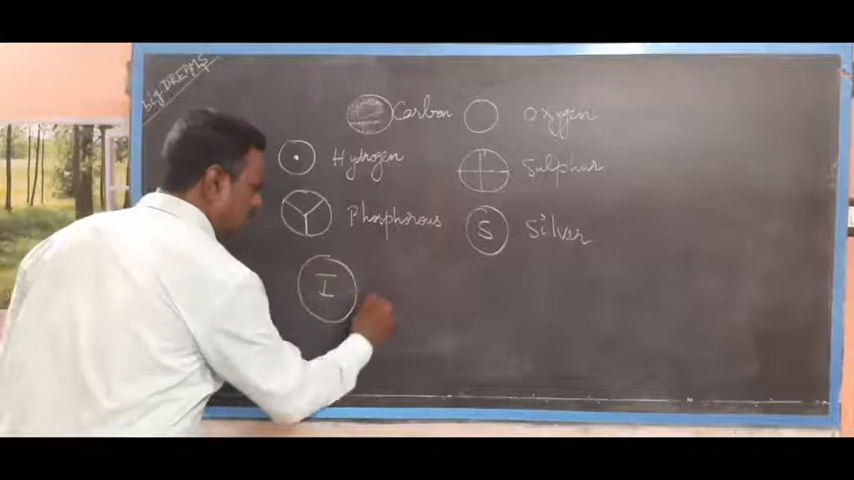 big DREAMS
Carbon Oxygen
Hydrogen Sulphur
Phosphorous S Silver
I